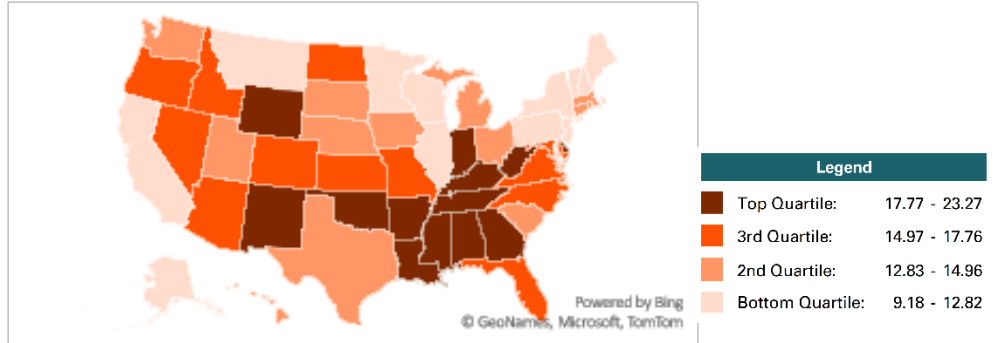 Legend
Top Quartile: 17.77 - 23.27
3rd Quartile: 14.97 - 17.76
2nd Quartile: 12.83 - 14.96
Bottom Quartile: 9.18 - 12.82
Powered by Bing
© GeoNames, Microsoft, TomTom